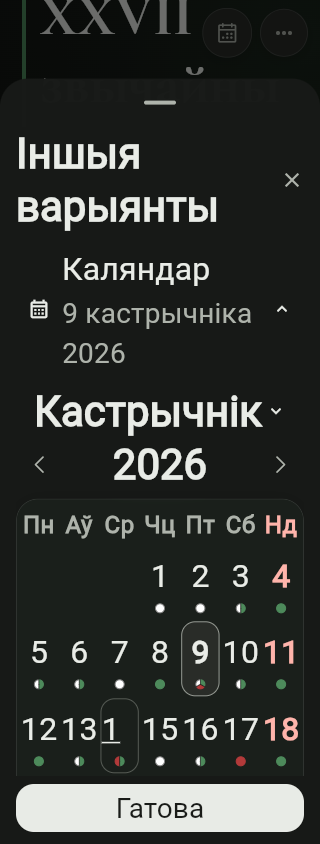 XXVII
звычайны
Іншыя
варыянты
Каляндар
9 кастрычніка
2026
Кастрычнік
2026
Пн Аў Ср Чц Пт Сб Нд
1 2 3 4
5 6 7 8 9 10 11
12 13 1 15 16 17 18
Гатова